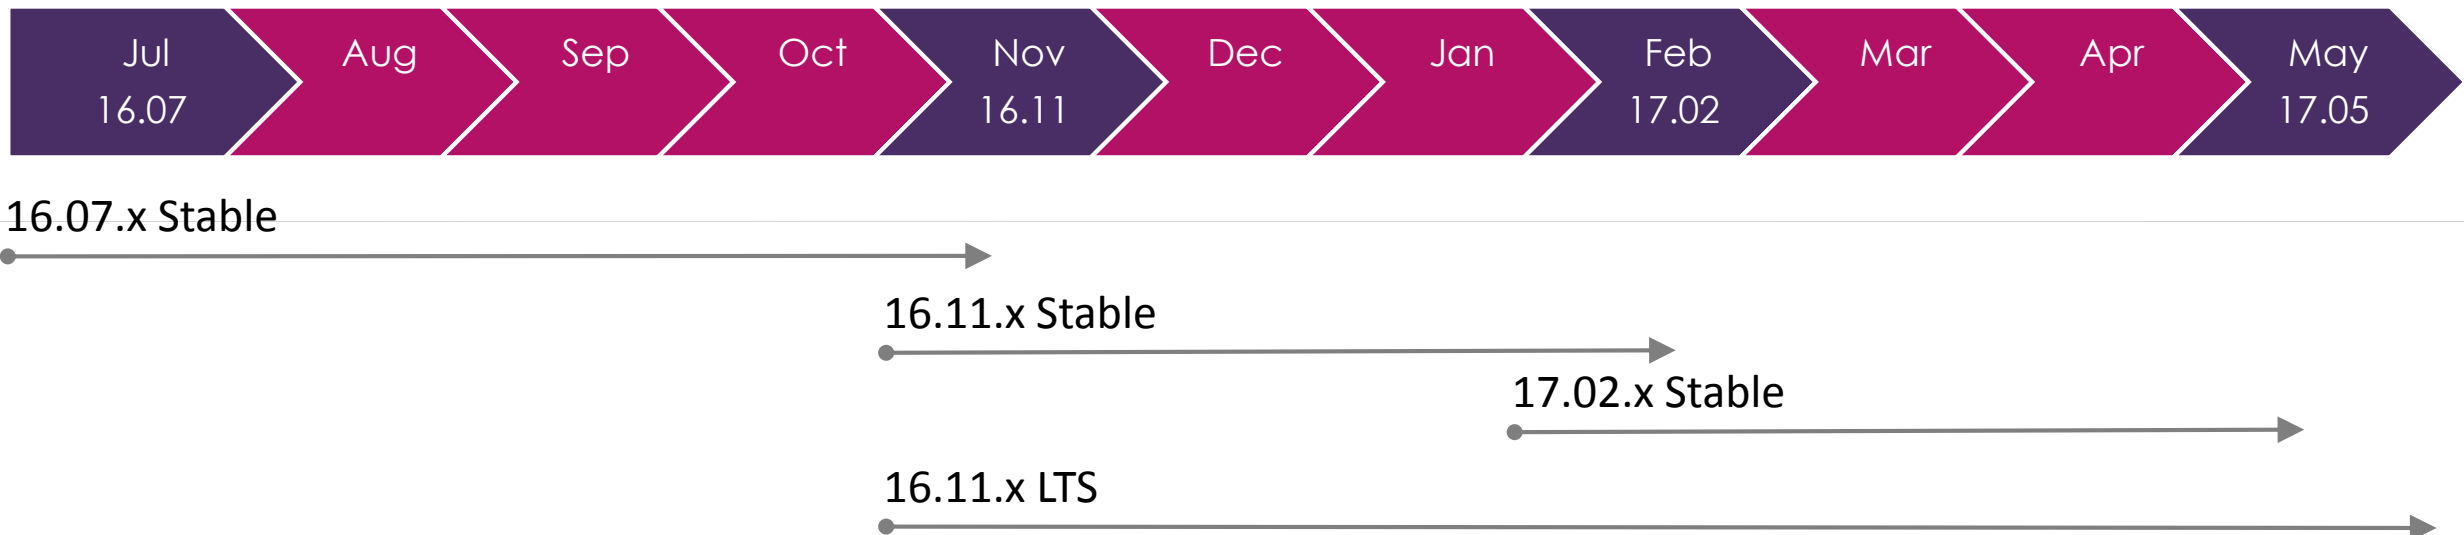 Jul Aug Sep Oct Nov Dec Jan Feb Mar Apr May
16.07 16.11 17.02 17.05
16.07.x Stable
16.11.x Stable
17.02.x Stable
16.11.x LTS